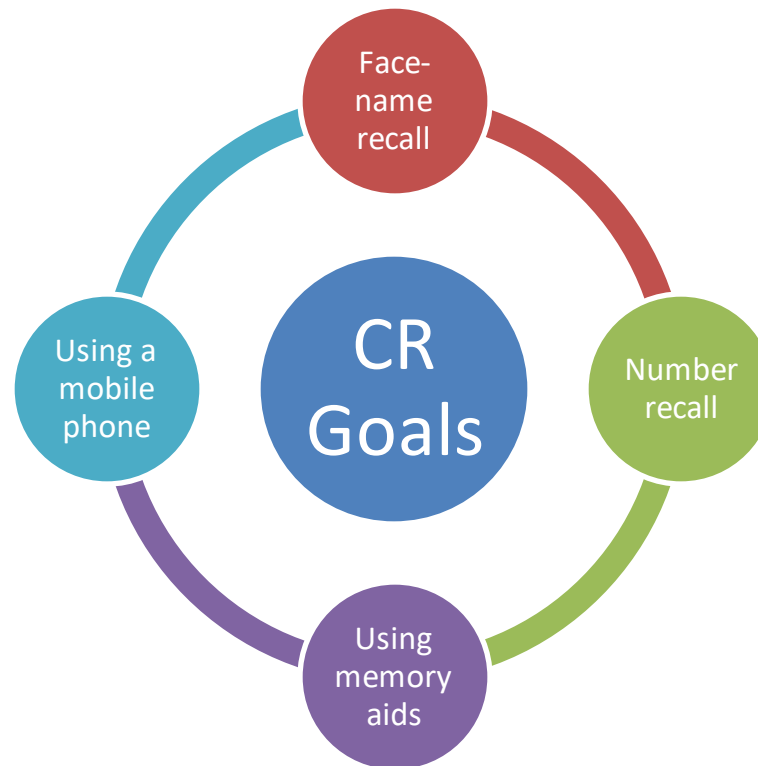 Face-
name
recall
CR
Goals
Using a
mobile
phone
Number
recall
Using
memory
aids